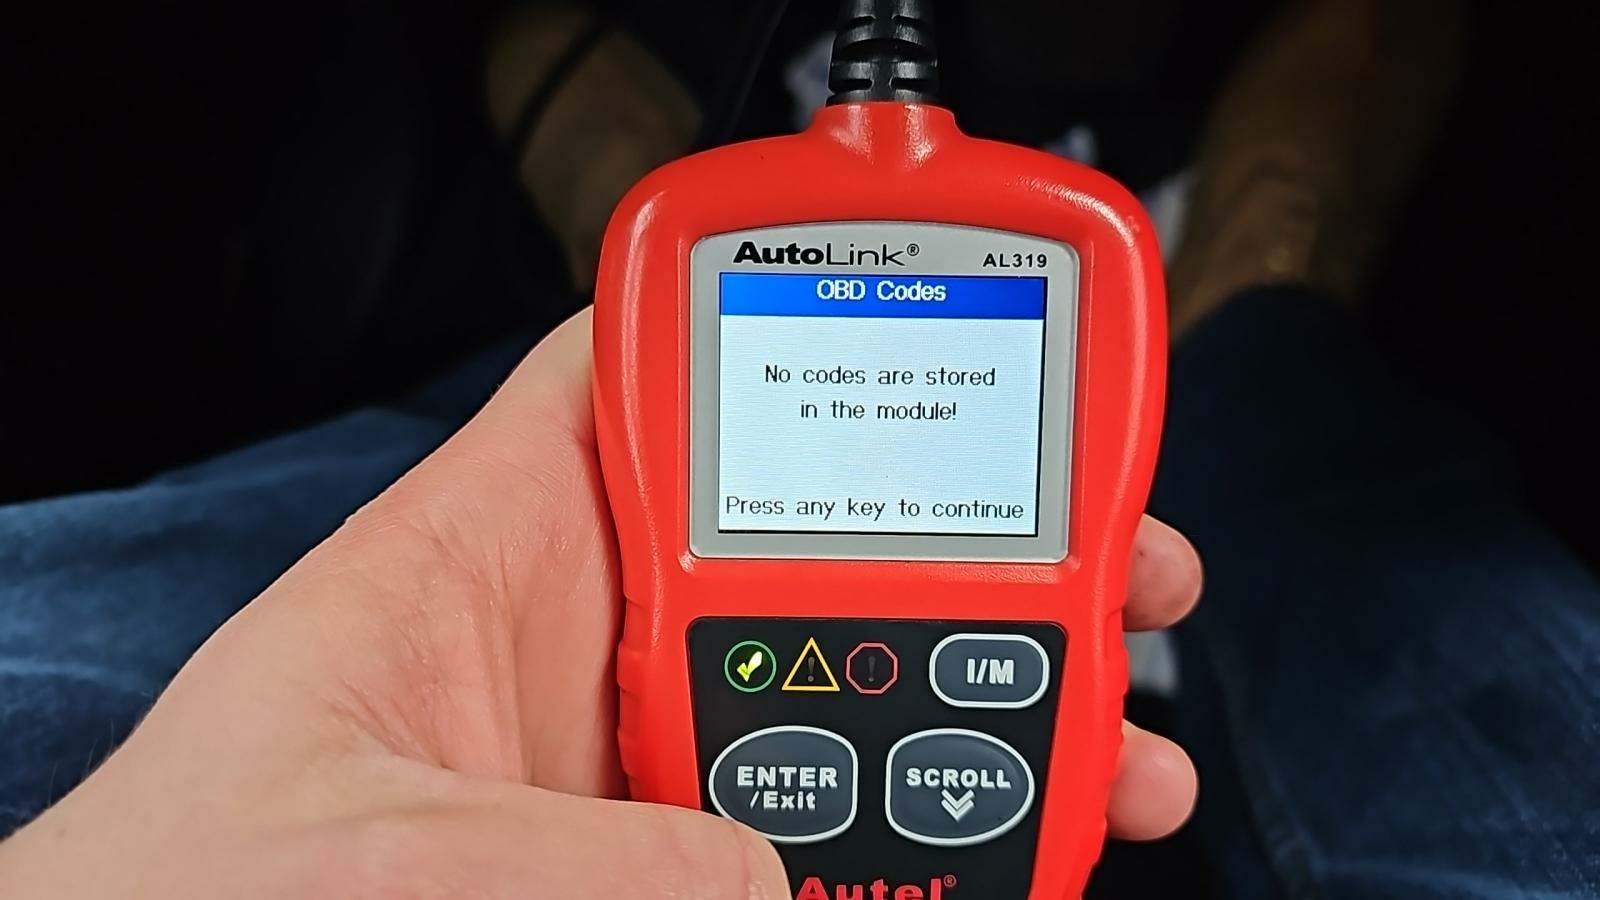 AutoLink®
AL319
OBD Codes
No codes are stored
in the module!
Press any key to continue
I/M
ENTER
/Exit
SCROLL
Autel®